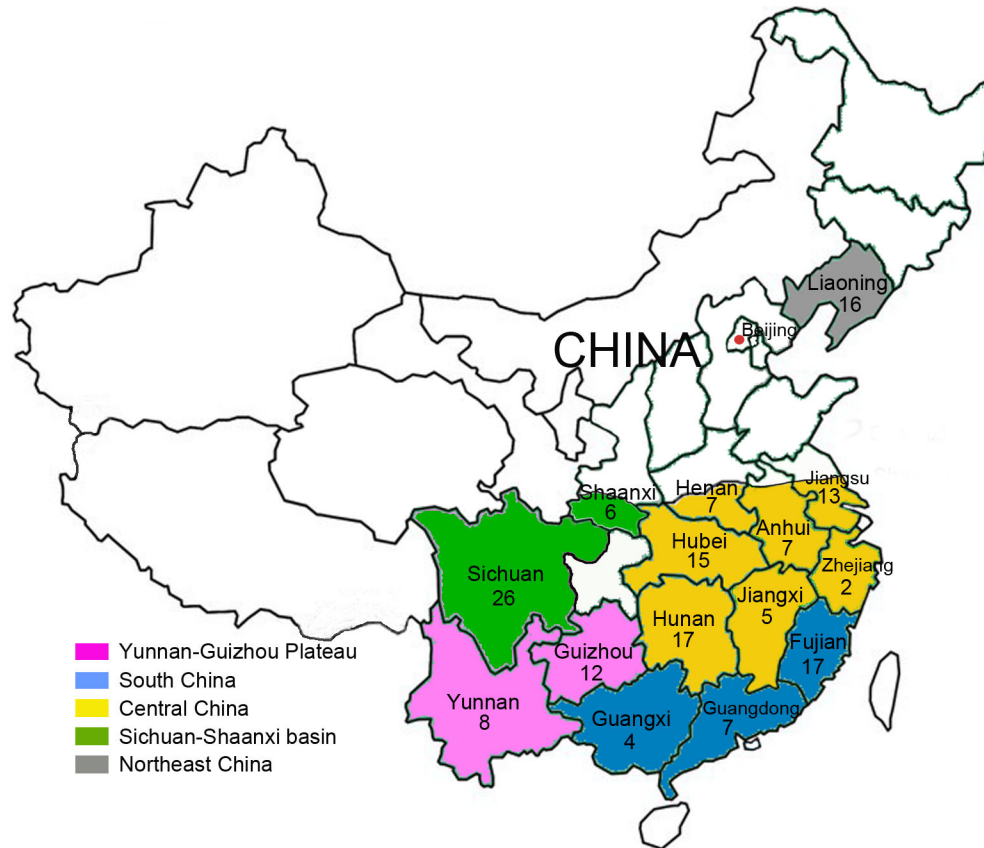 Liaoning
16
Beijing
CHINA
Jiangsu
13
Shaanxi
6
Henan
7
Anhui
7
Hubei
15
Zhejiang
2
Sichuan
26
Jiangxi
5
Hunan
17
Fujian
17
Guizhou
12
Yunnan
8
Guangxi
4
Guangdong
7
Yunnan-Guizhou Plateau
South China
Central China
Sichuan-Shaanxi basin
Northeast China